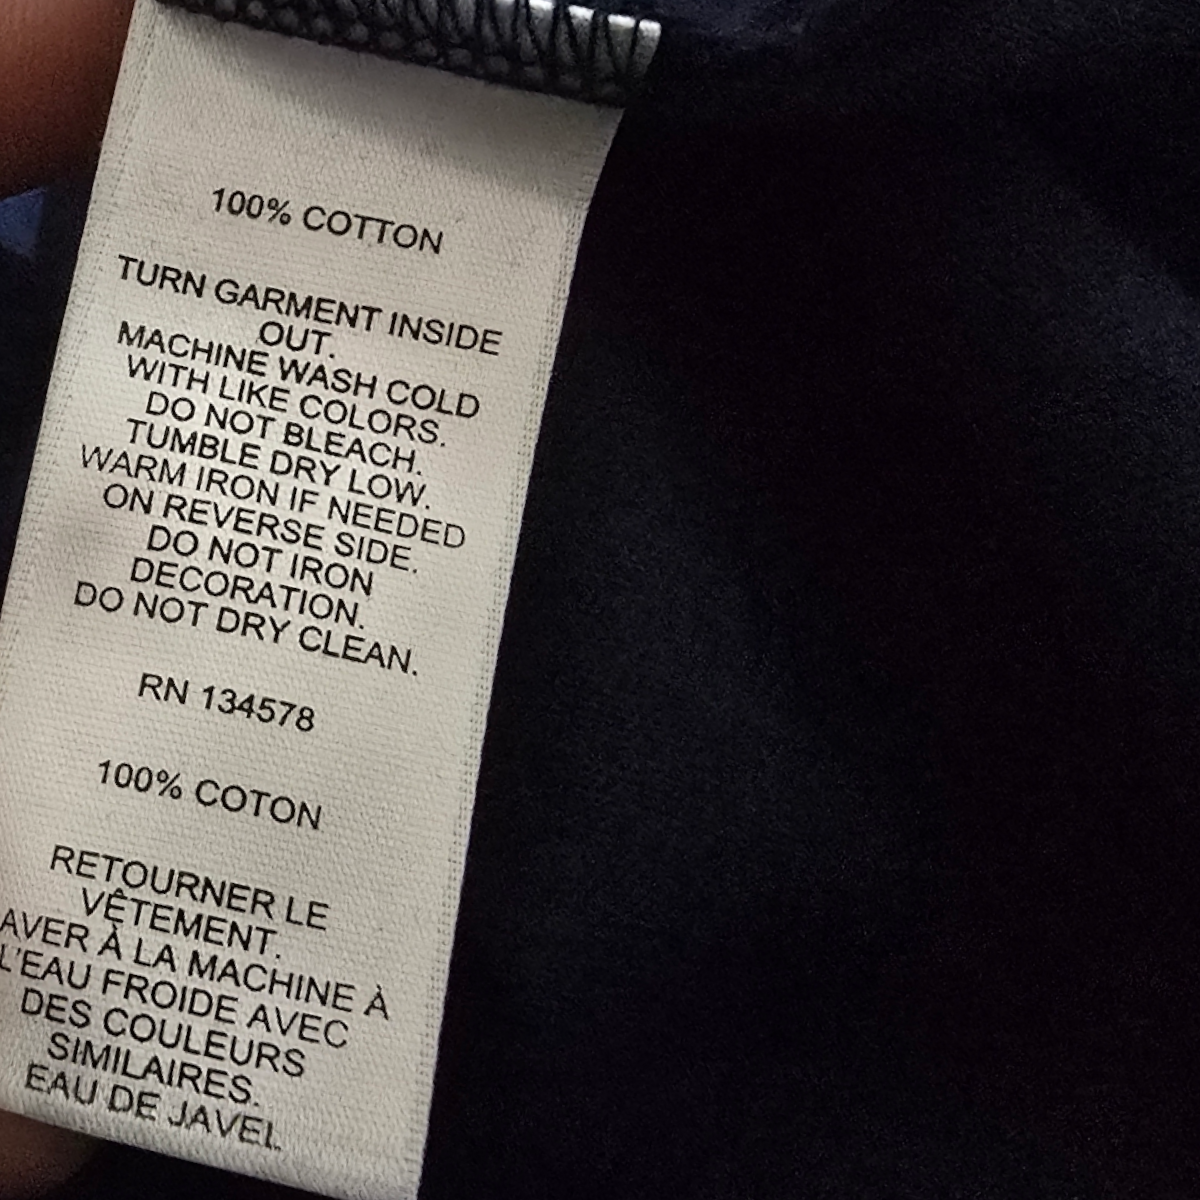 100% COTTON
TURN GARMENT INSIDE
OUT.
MACHINE WASH COLD
WITH LIKE COLORS.
DO NOT BLEACH.
TUMBLE DRY LOW.
WARM IRON IF NEEDED
ON REVERSE SIDE.
DO NOT IRON
DECORATION.
DO NOT DRY CLEAN.
RN 134578
100% COTON
RETOURNER LE
VÊTEMENT.
AVER À LA MACHINE À
L'EAU FROIDE AVEC
DES COULEURS
SIMILAIRES.
EAU DE JAVEL